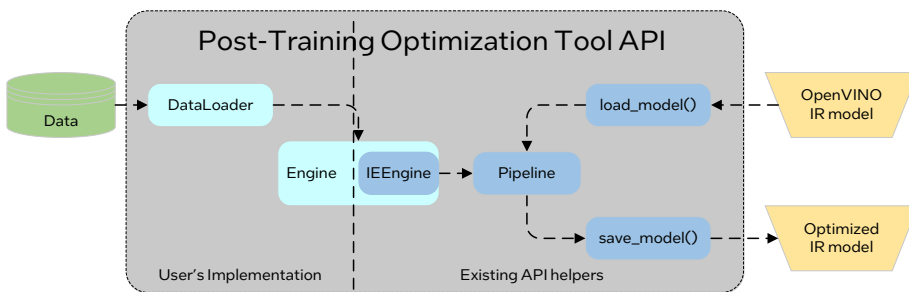 Post-Training Optimization Tool API
Data
DataLoader
load_model()
OpenVINO
IR model
Engine
IEEngine
Pipeline
save_model()
Optimized
IR model
User's Implementation
Existing API helpers